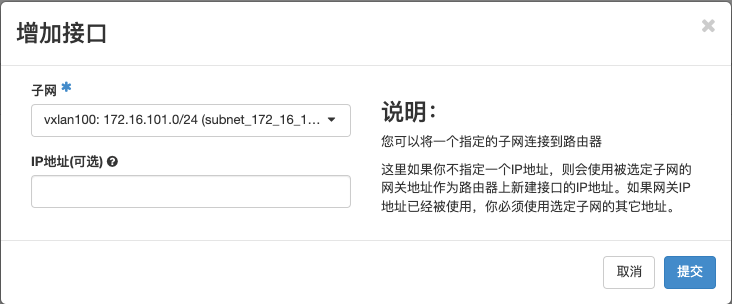 增加接口
×
子网 *
vxlan100: 172.16.101.0/24 (subnet_172_16_1...
IP地址(可选)
说明：
您可以将一个指定的子网连接到路由器
这里如果你不指定一个IP地址，则会使用被选定子网的
网关地址作为路由器上新建接口的IP地址。如果网关IP
地址已经被使用，你必须使用选定子网的其它地址。
取消
提交